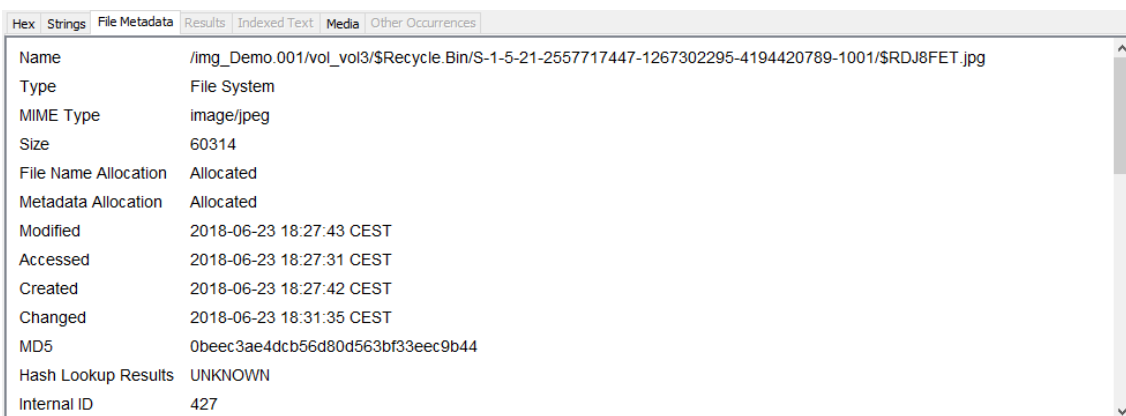 Hex Strings File Metadata Results Indexed Text Media Other Occurrences
Name /img_Demo.001/vol_vol3/$Recycle.Bin/S-1-5-21-2557717447-1267302295-4194420789-1001/$RDJ8FET.jpg
Type File System
MIME Type image/jpeg
Size 60314
File Name Allocation Allocated
Metadata Allocation Allocated
Modified 2018-06-23 18:27:43 CEST
Accessed 2018-06-23 18:27:31 CEST
Created 2018-06-23 18:27:42 CEST
Changed 2018-06-23 18:31:35 CEST
MD5 0beec3ae4dcb56d80d563bf33eec9b44
Hash Lookup Results UNKNOWN
Internal ID 427